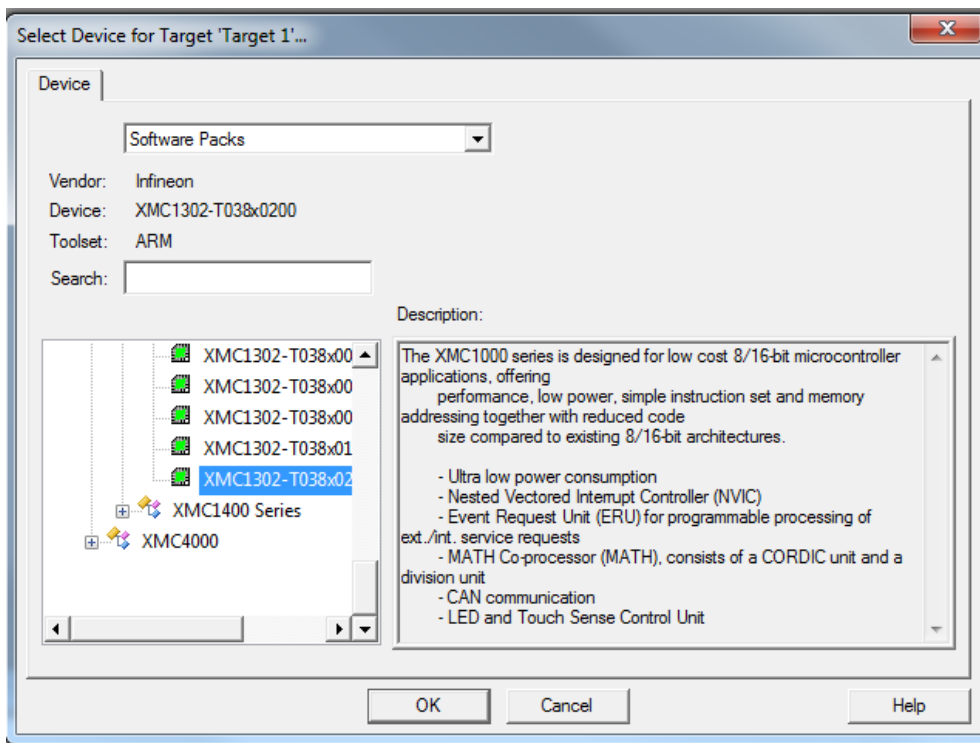 Select Device for Target 'Target 1'...
Device
Software Packs
Vendor: Infineon
Device: XMC1302-T038x0200
Toolset: ARM
Search:
Description:
XMC1302-T038x00
XMC1302-T038x00
XMC1302-T038x00
XMC1302-T038x01
XMC1302-T038x02
XMC1400 Series
XMC4000
The XMC1000 series is designed for low cost 8/16-bit microcontroller
applications, offering
performance, low power, simple instruction set and memory
addressing together with reduced code
size compared to existing 8/16-bit architectures.
- Ultra low power consumption
- Nested Vectored Interrupt Controller (NVIC)
- Event Request Unit (ERU) for programmable processing of
ext./int. service requests
- MATH Co-processor (MATH), consists of a CORDIC unit and a
division unit
- CAN communication
- LED and Touch Sense Control Unit
OK
Cancel
Help